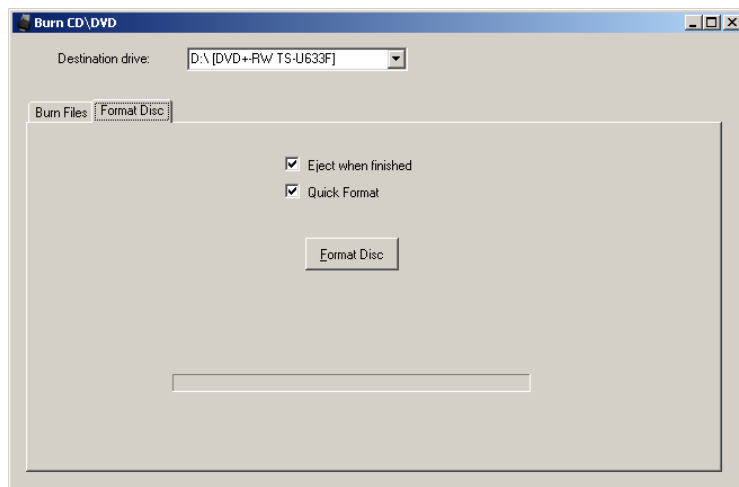 Burn CD\DVD
Destination drive: D:\ [DVD+-RW TS-U633F]
Burn Files Format Disc
Eject when finished
Quick Format
Format Disc